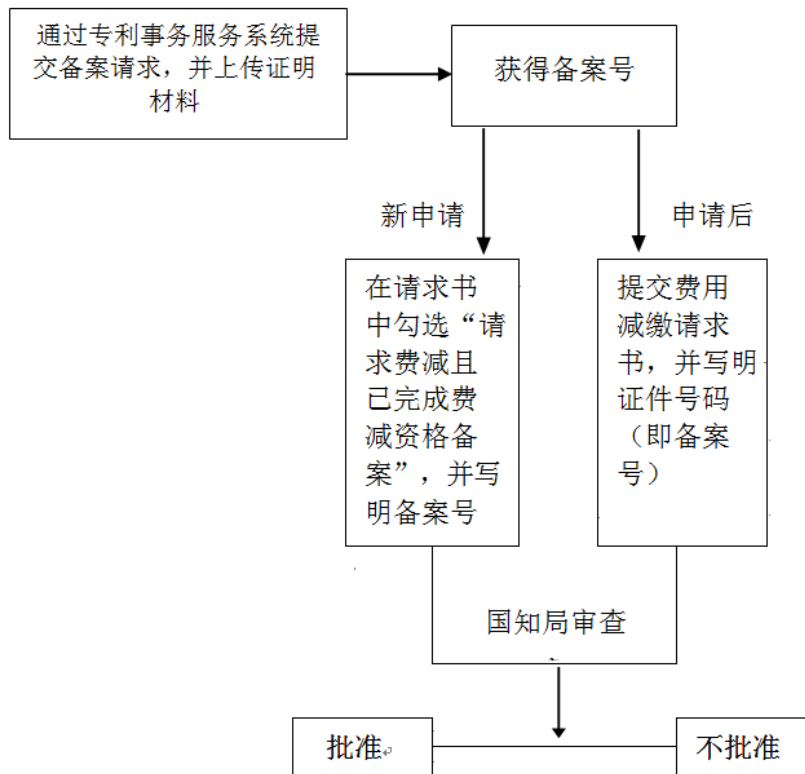 通过专利事务服务系统提
交备案请求，并上传证明
材料
获得备案号
新申请
申请后
在请求书
中勾选“请
求费减且
已完成费
减资格备
案”，并写
明备案号
提交费用
减缴请求
书，并写明
证件号码
（即备案
号）
国知局审查
批准
不批准